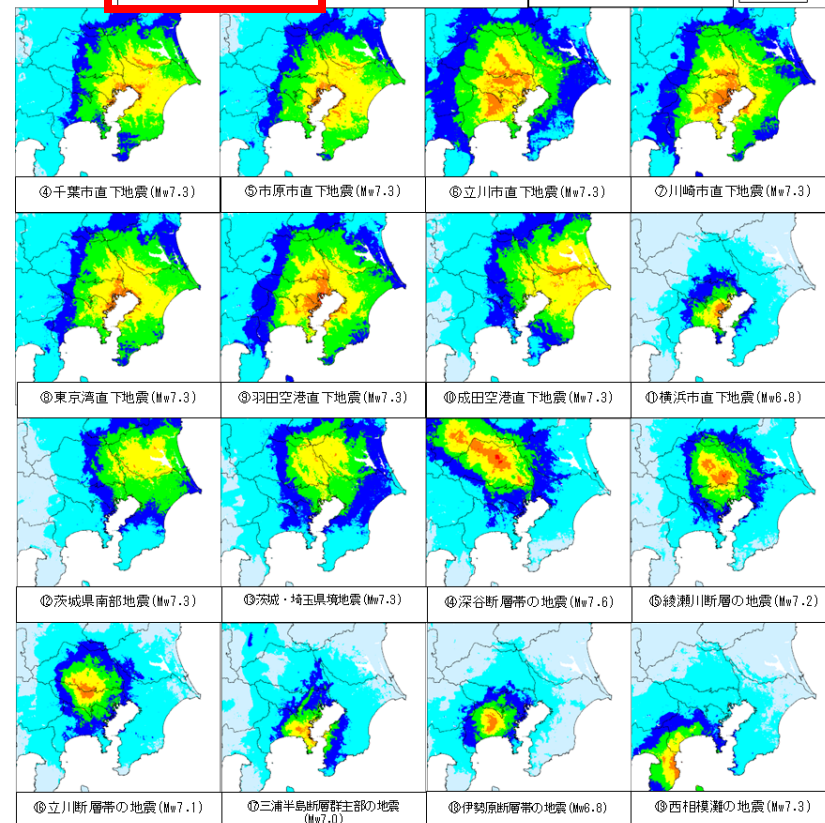 ④千葉市直下地震(Mw7.3)
⑤市原市直下地震(Mw7.3)
⑥立川市直下地震(Mw7.3)
⑦川崎市直下地震(Mw7.3)
⑧東京湾直下地震(Mw7.3)
⑨羽田空港直下地震(Mw7.3)
⑩成田空港直下地震(Mw7.3)
⑪横浜市直下地震(Mw6.8)
⑫茨城県南部地震(Mw7.3)
⑬茨城・埼玉県境地震(Mw7.3)
⑭深谷断層帯の地震(Mw7.6)
⑮綾瀬川断層の地震(Mw7.2)
⑯立川断層帯の地震(Mw7.1)
⑰三浦半島断層群主部の地震
(Mw7.0)
⑱伊勢原断層帯の地震(Mw6.8)
⑲西相模灘の地震(Mw7.3)